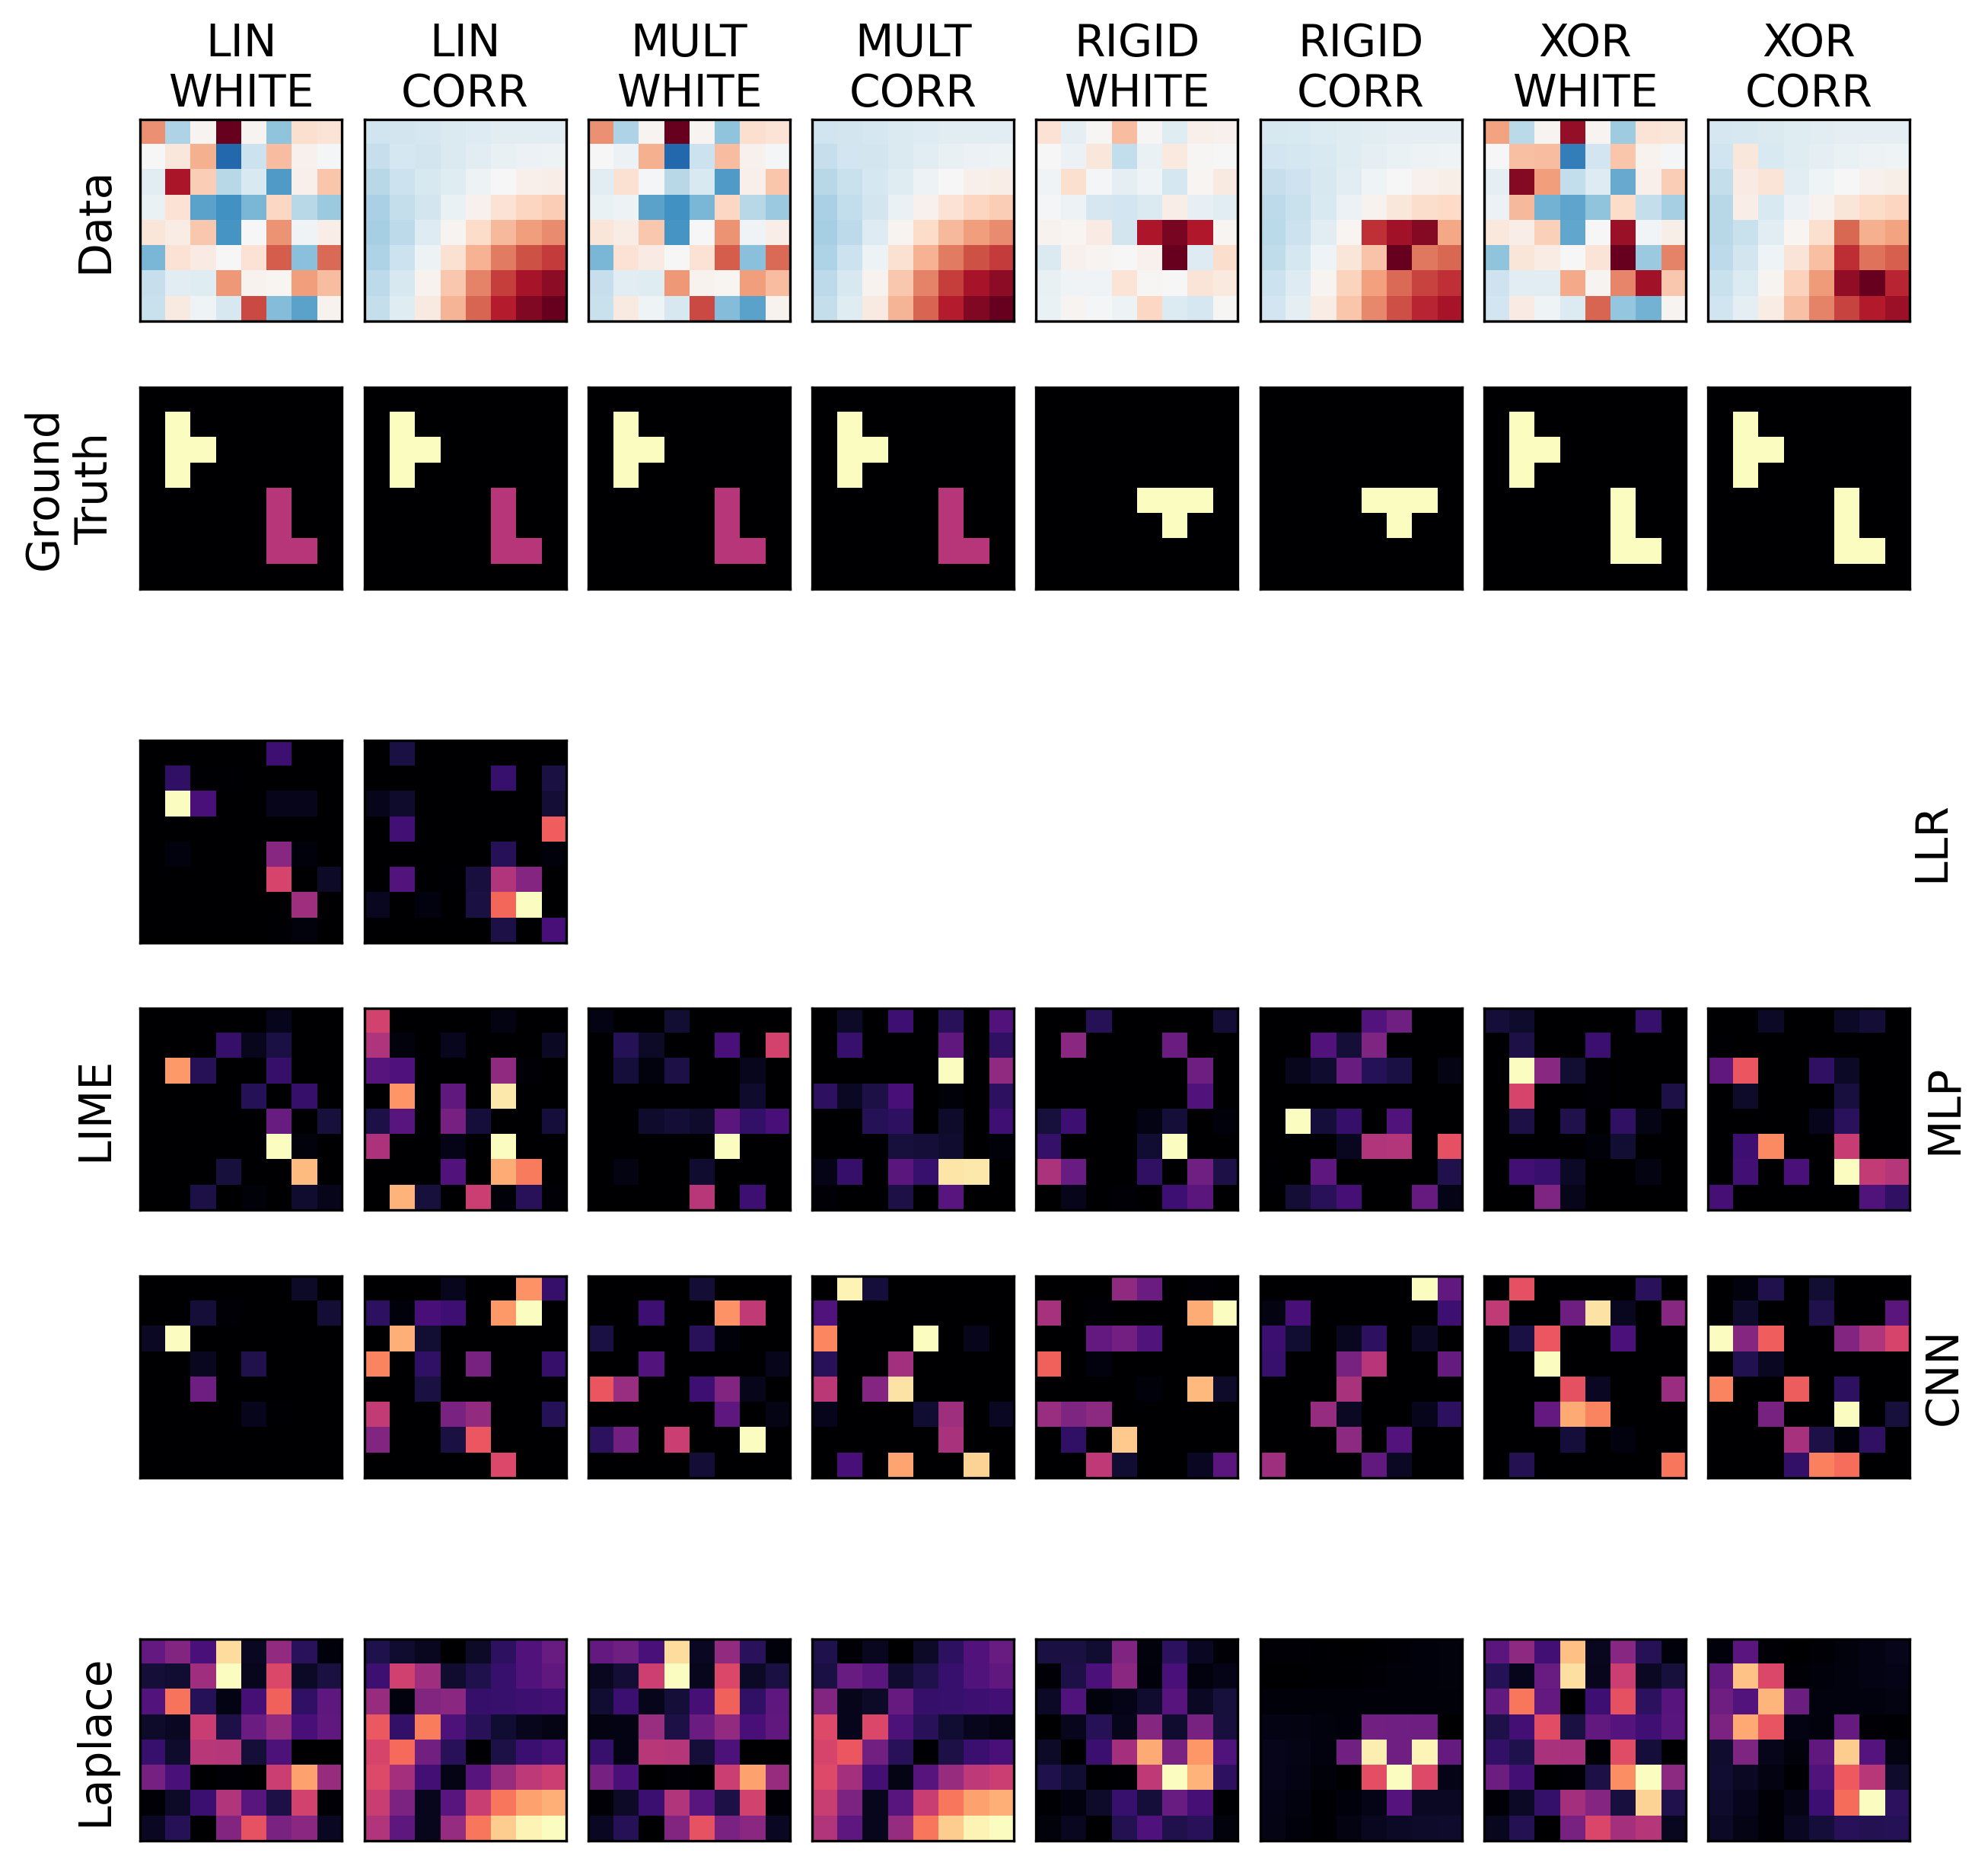 LIN
WHITE
LIN
CORR
MULT
WHITE
MULT
CORR
RIGID
WHITE
RIGID
CORR
XOR
WHITE
XOR
CORR
Data
Ground
Truth
LLR
LIME
MLP
CNN
Laplace